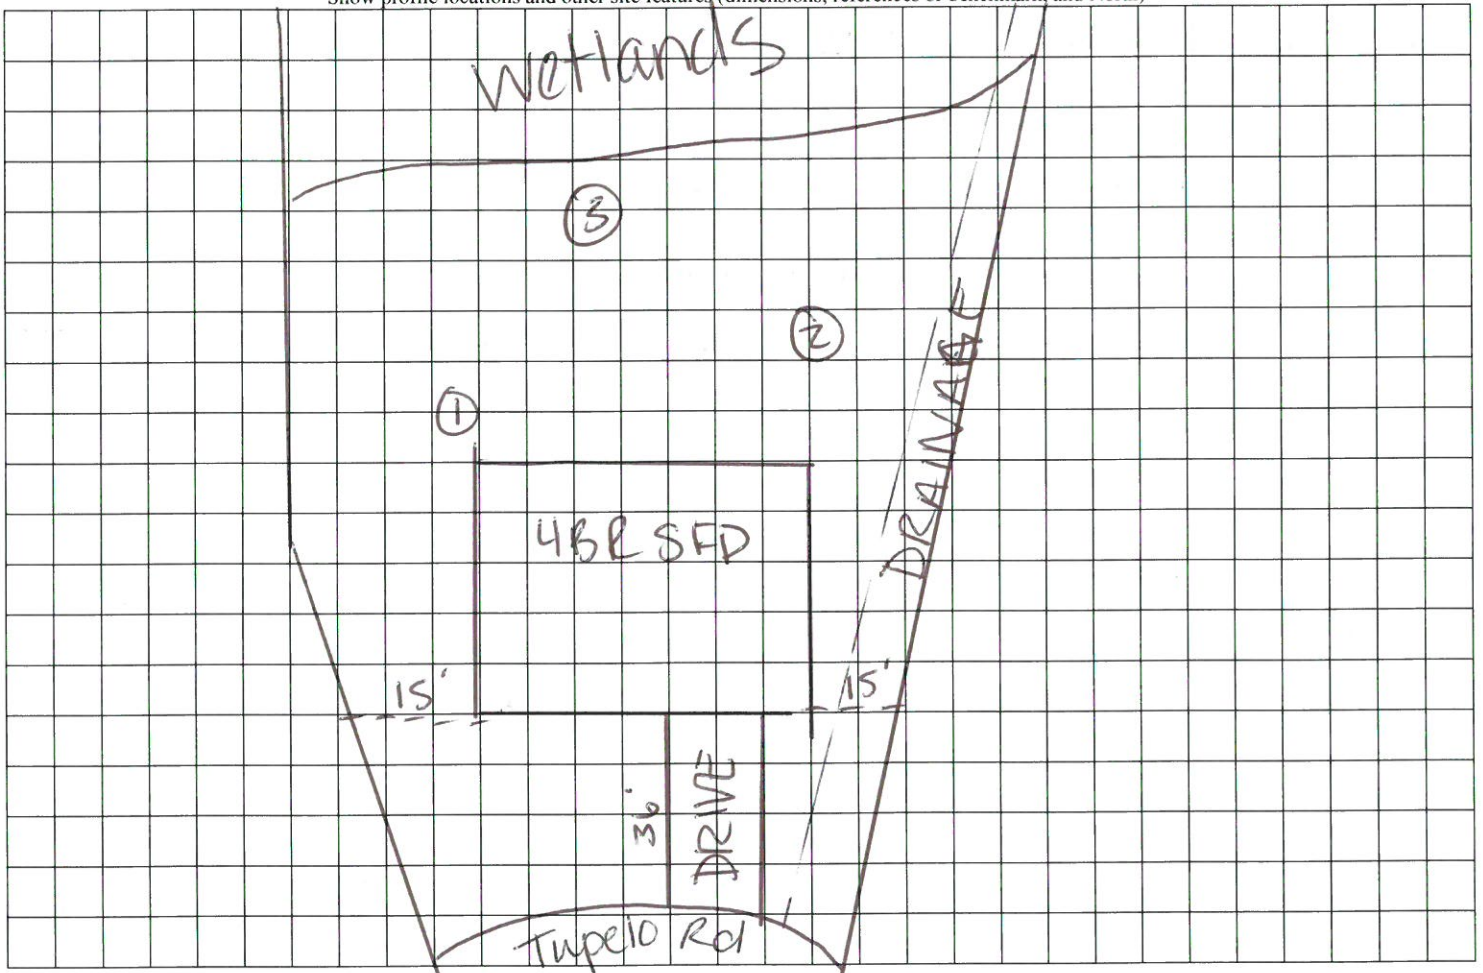 Show profile locations and other site features (dimensions, references or benchmark, and North)
Wetlands
3
2
1
DRAINAGE
4BR SFD
15'
15'
36'
DRIVE
Tupelo Rd